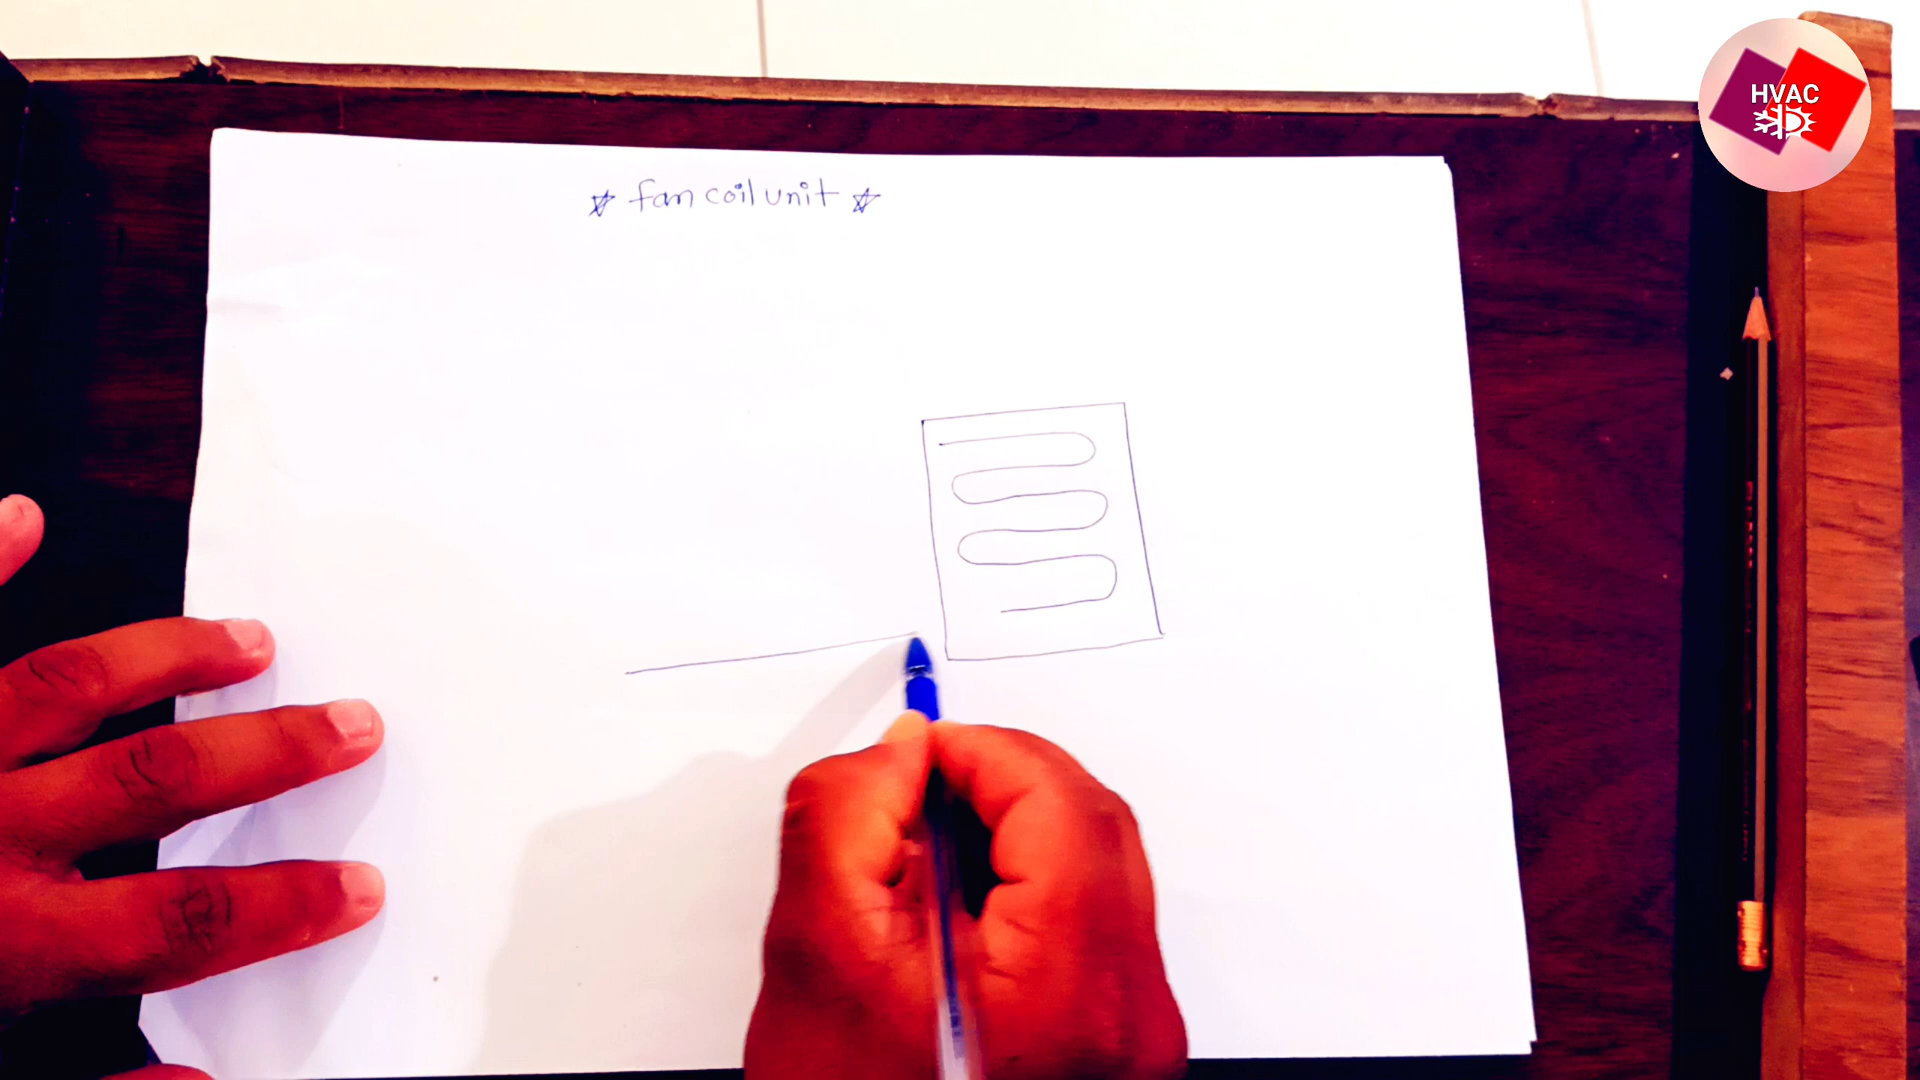 ☆ fan coil unit ☆
HVAC